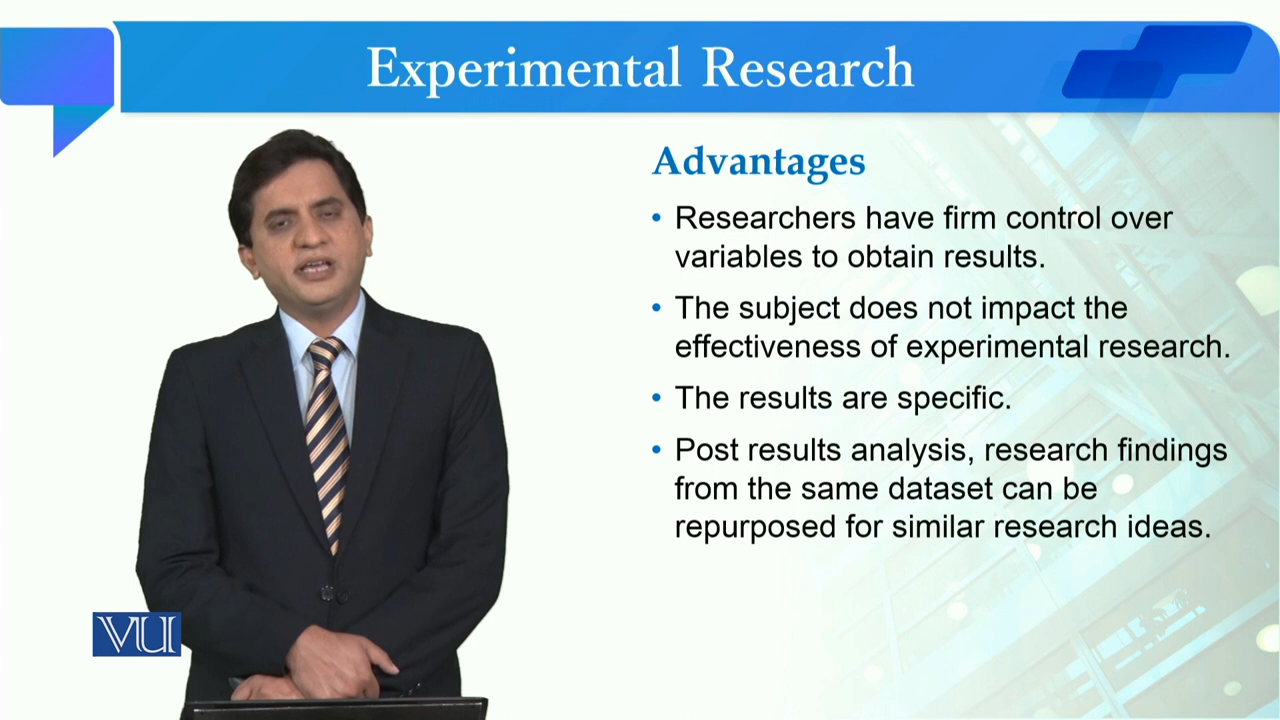 Experimental Research
Advantages
• Researchers have firm control over
variables to obtain results.
• The subject does not impact the
effectiveness of experimental research.
• The results are specific.
• Post results analysis, research findings
from the same dataset can be
repurposed for similar research ideas.
VU